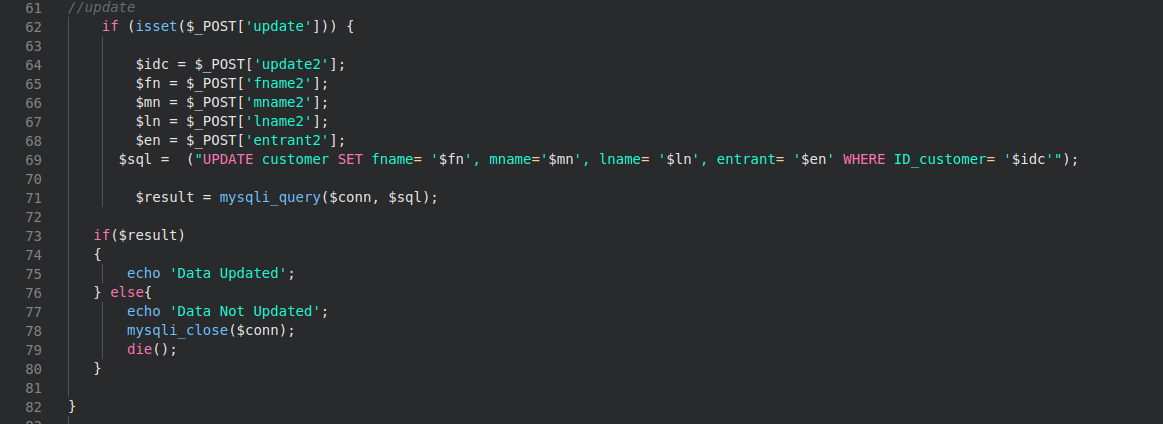 61 //update
62 if (isset($_POST['update'])) {
63
64 $idc = $_POST['update2'];
65 $fn = $_POST['fname2'];
66 $mn = $_POST['mname2'];
67 $ln = $_POST['lname2'];
68 $en = $_POST['entrant2'];
69 $sql =  ("UPDATE customer SET fname= '$fn', mname='$mn', lname= '$ln', entrant= '$en' WHERE ID_customer= '$idc'");
70
71 $result = mysqli_query($conn, $sql);
72
73 if($result)
74 {
75 echo 'Data Updated';
76 } else{
77 echo 'Data Not Updated';
78 mysqli_close($conn);
79 die();
80 }
81
82 }